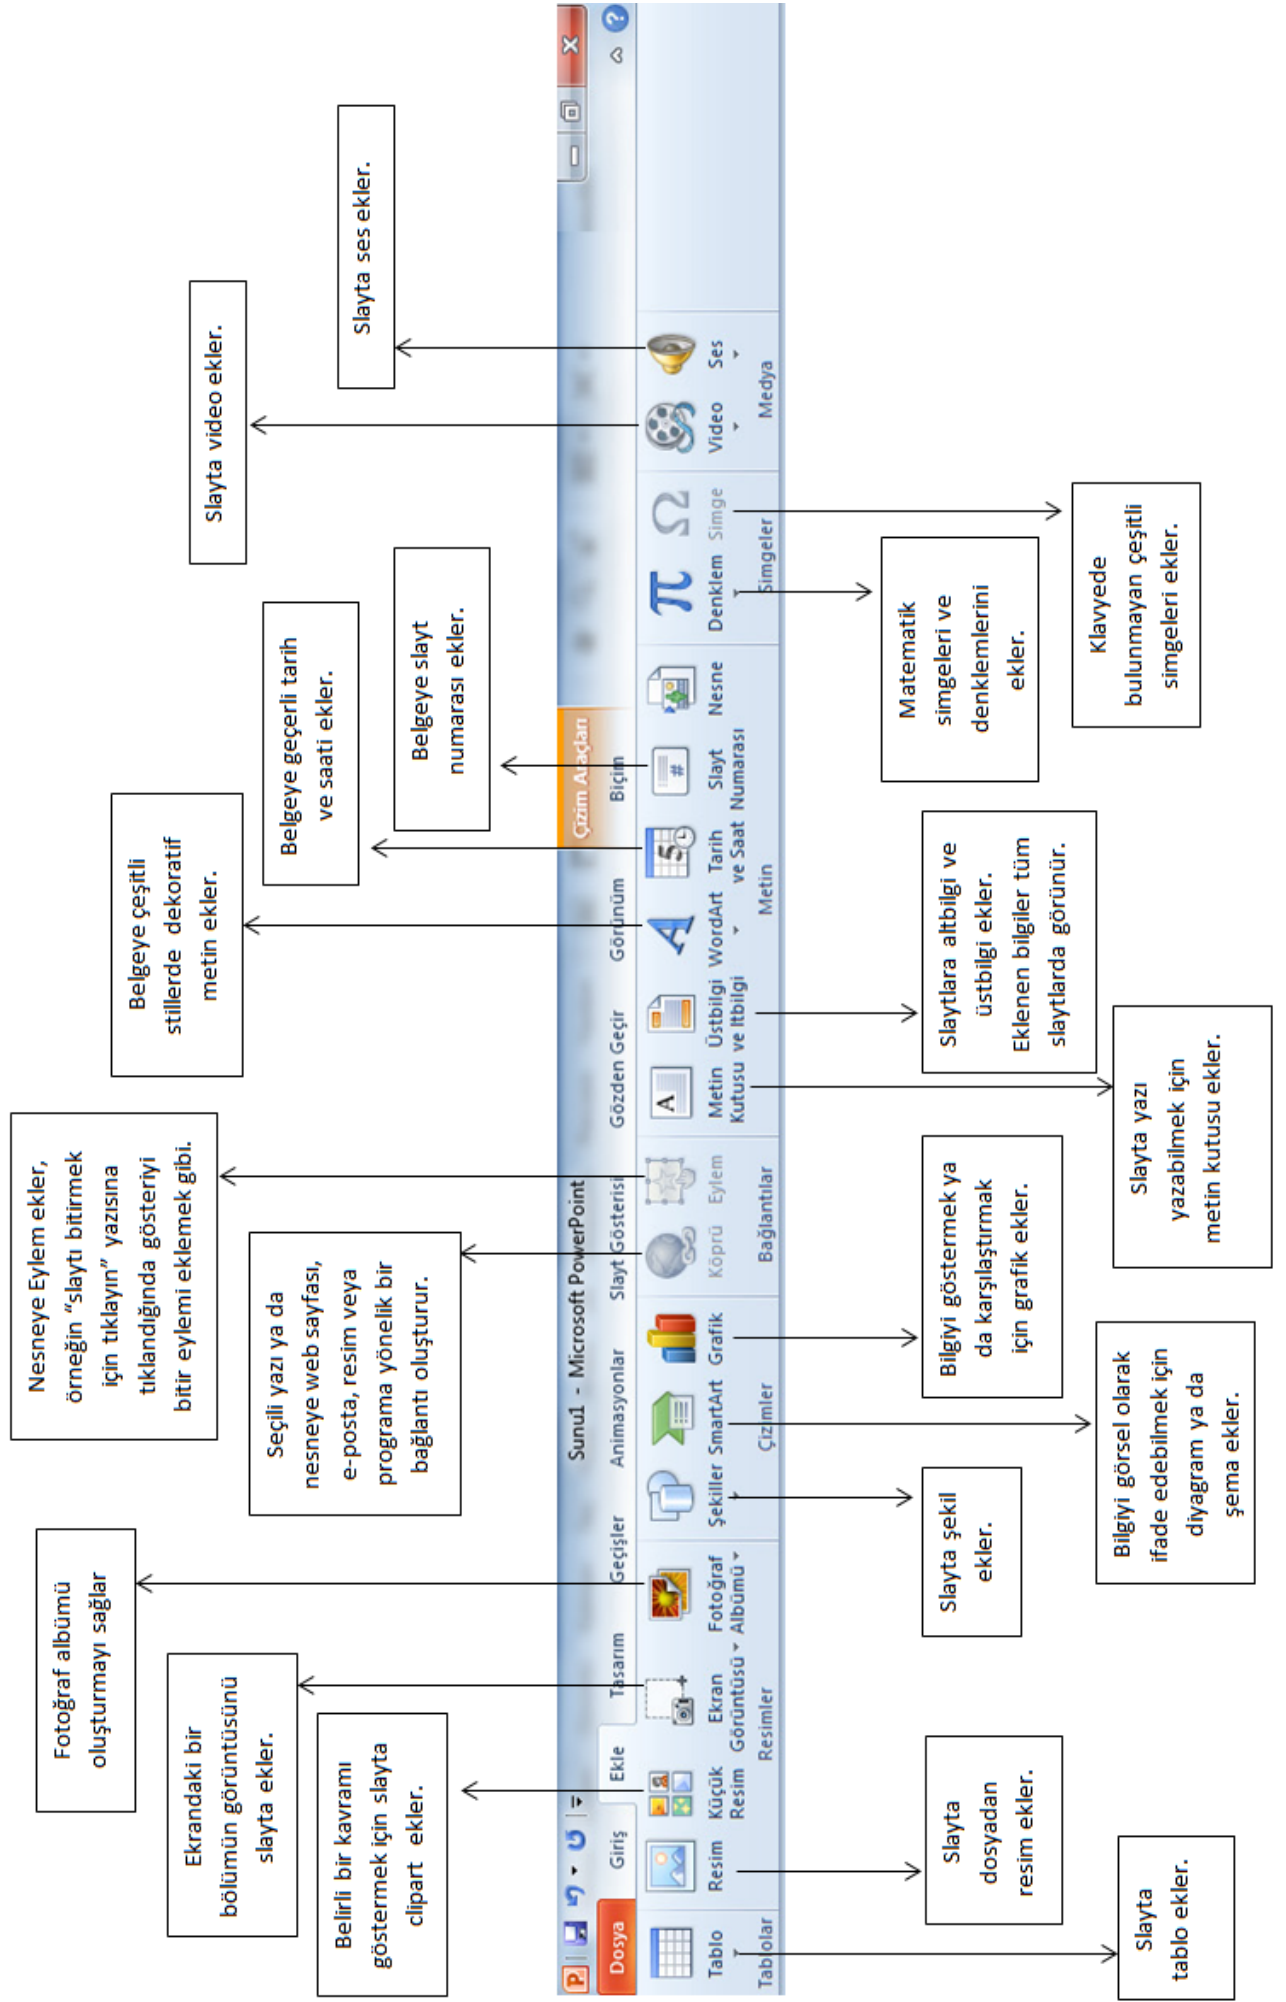 Fotoğraf albümü
oluşturmayı sağlar
Ekrandaki bir
bölümün görüntüsünü
slayta ekler.
Belirli bir kavramı
göstermek için slayta
clipart ekler.
Nesneye Eylem ekler,
örneğin “slaytı bitirmek
için tıklayın” yazısına
tıklandığında gösteriyi
bitir eylemi eklemek gibi.
Seçili yazı ya da
nesneye web sayfası,
e-posta, resim veya
programa yönelik bir
bağlantı oluşturur.
Belgeye çeşitli
stillerde dekoratif
metin ekler.
Belgeye geçerli tarih
ve saati ekler.
Belgeye slayt
numarası ekler.
Slayta video ekler.
Slayta ses ekler.
Sunu1 - Microsoft PowerPoint
Çizim Araçları
Dosya Giriş Ekle Tasarım Geçişler Animasyonlar Slayt Gösterisi Gözden Geçir Görünüm Biçim
Tablo
Resim
Küçük
Resim
Ekran
Görüntüsü
Fotoğraf
Albümü
Şekiller
SmartArt
Grafik
Köprü
Eylem
Metin
Kutusu
Üstbilgi
ve ltbilgi
WordArt
Tarih
ve Saat
Slayt
Numarası
Nesne
Denklem
Simge
Video
Ses
Tablolar Resimler Çizimler Bağlantılar Metin Simgeler Medya
Slayta
tablo ekler.
Slayta
dosyadan
resim ekler.
Slayta şekil
ekler.
Bilgiyi görsel olarak
ifade edebilmek için
diyagram ya da
şema ekler.
Bilgiyi göstermek ya
da karşılaştırmak
için grafik ekler.
Slayta yazı
yazabilmek için
metin kutusu ekler.
Slaytlara altbilgi ve
üstbilgi ekler.
Eklenen bilgiler tüm
slaytlarda görünür.
Matematik
simgeleri ve
denklemlerini
ekler.
Klavyede
bulunmayan çeşitli
simgeleri ekler.